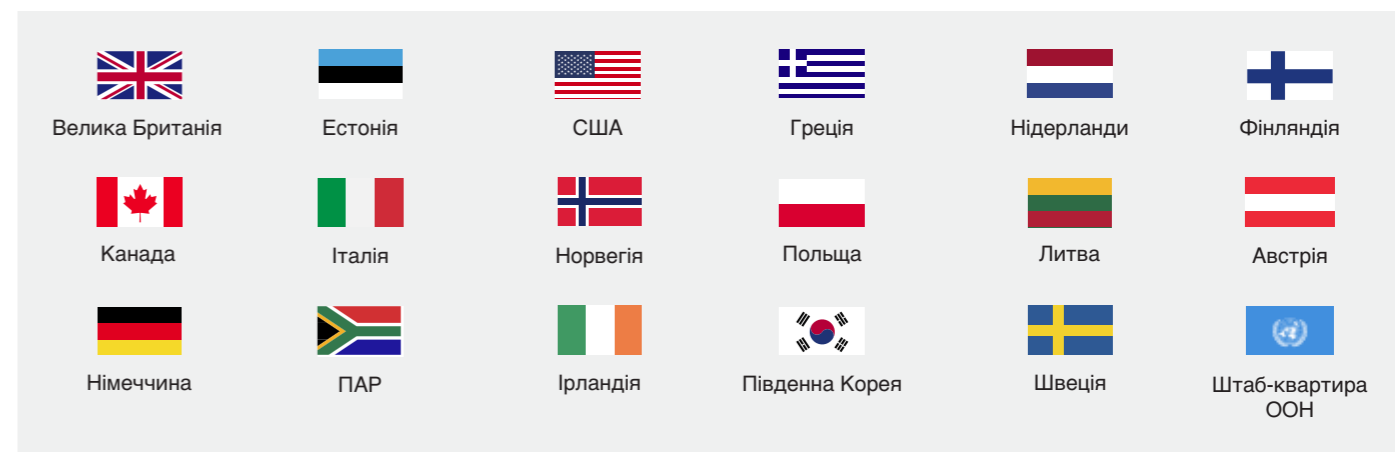 Велика Британія
Естонія
США
Греція
Нідерланди
Фінляндія
Канада
Італія
Норвегія
Польща
Литва
Австрія
Німеччина
ПАР
Ірландія
Південна Корея
Швеція
Штаб-квартира
ООН